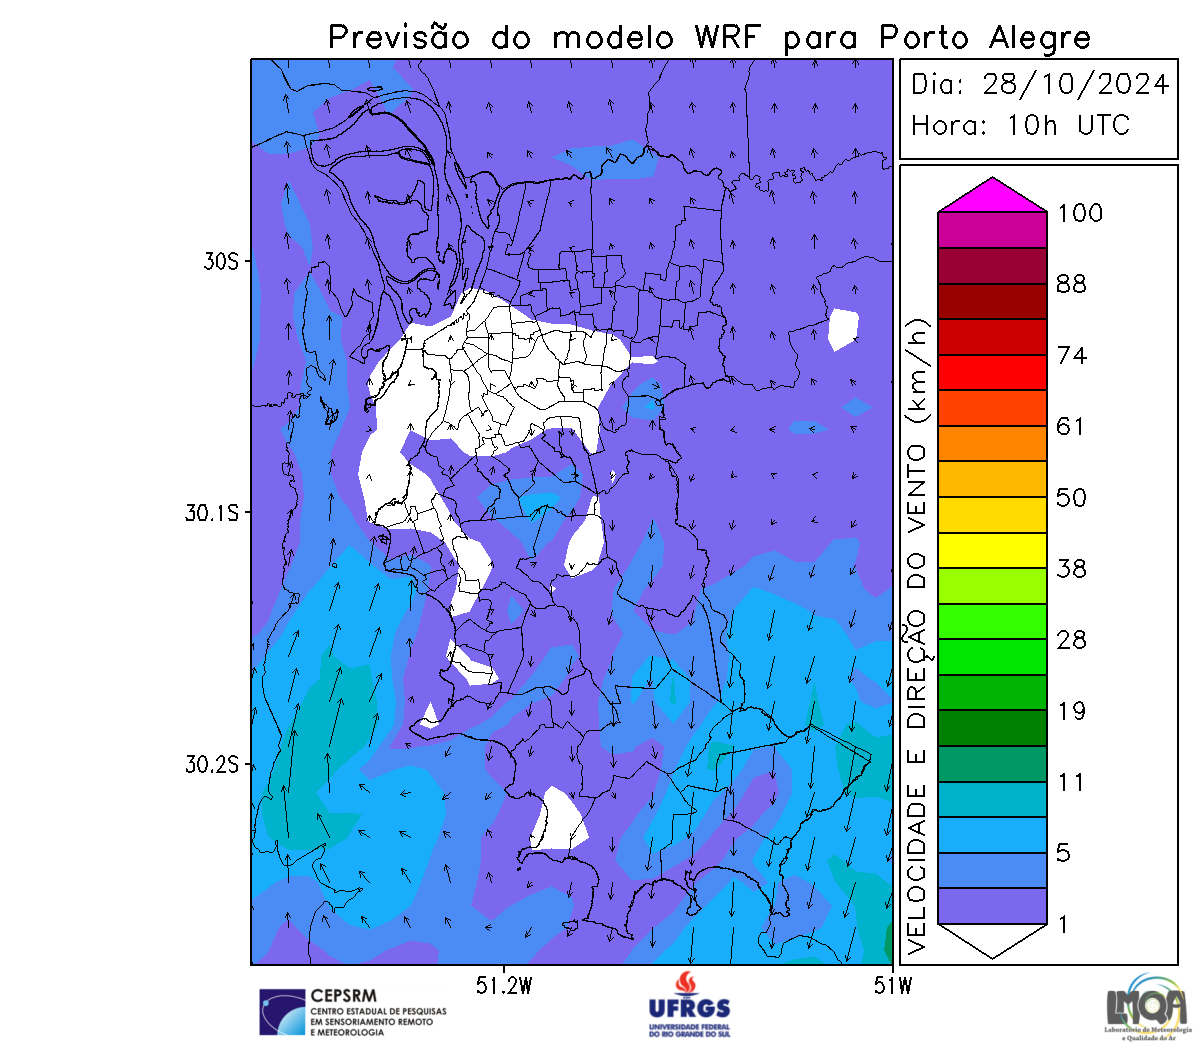 Previsão do modelo WRF para Porto Alegre
Dia: 28/10/2024
Hora: 10h UTC
30S
30.1S
30.2S
51.2W
51W
VELOCIDADE E DIREÇÃO DO VENTO (km/h)
100
88
74
61
50
38
28
19
11
5
1
CEPSRM
CENTRO ESTADUAL DE PESQUISAS
EM SENSORIAMENTO REMOTO
E METEOROLOGIA
UFRGS
UNIVERSIDADE FEDERAL
DO RIO GRANDE DO SUL
LMQA
Laboratório de Meteorologia
e Qualidade do Ar